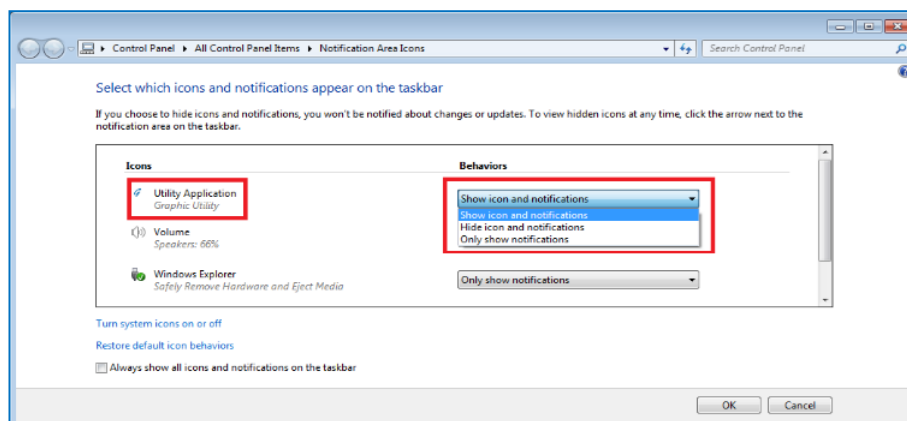 Control Panel
All Control Panel Items
Notification Area Icons
Search Control Panel
Select which icons and notifications appear on the taskbar
If you choose to hide icons and notifications, you won't be notified about changes or updates. To view hidden icons at any time, click the arrow next to the
notification area on the taskbar.
Icons
Behaviors
Utility Application
Graphic Utility
Show icon and notifications
Show icon and notifications
Hide icon and notifications
Only show notifications
Volume
Speakers: 66%
Windows Explorer
Safely Remove Hardware and Eject Media
Only show notifications
Turn system icons on or off
Restore default icon behaviors
Always show all icons and notifications on the taskbar
OK
Cancel